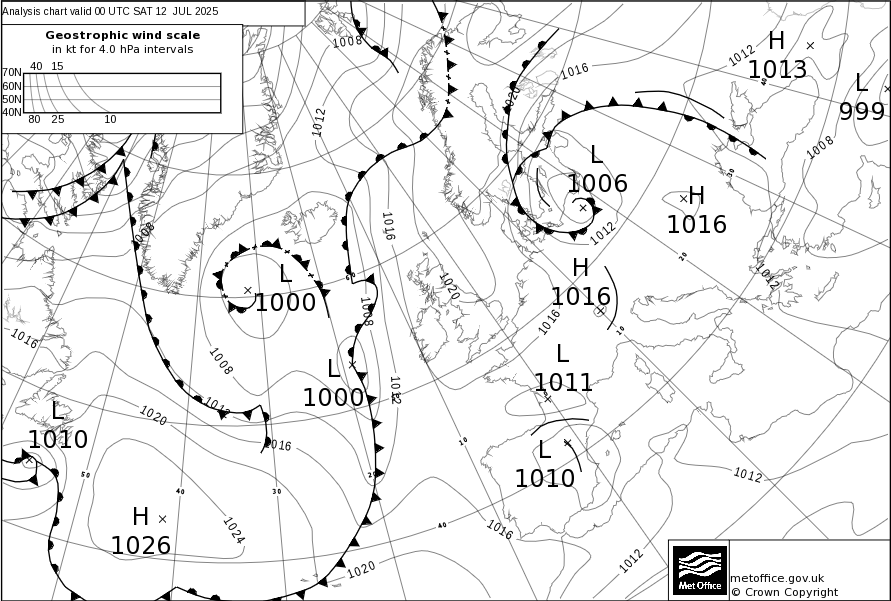 Analysis chart valid 00 UTC SAT 12 JUL 2025
Geostrophic wind scale
in kt for 4.0 hPa intervals
40 15
70N
60N
50N
40N
80 25 10
1008
1012
1016
1020
1012
H
1013
40
L
999
1008
30
L
1006
H
1016
1012
20
1012
1008
1016
L
1000
60
1020
H
1016
1016
10
1008
1016
1008
L
1000
L
1011
0
1012
1012
1020
L
1010
1016
L
1010
10
50
40
30
20
1012
H
1026
1024
40
1016
1020
1012
Met Office
metoffice.gov.uk
© Crown Copyright